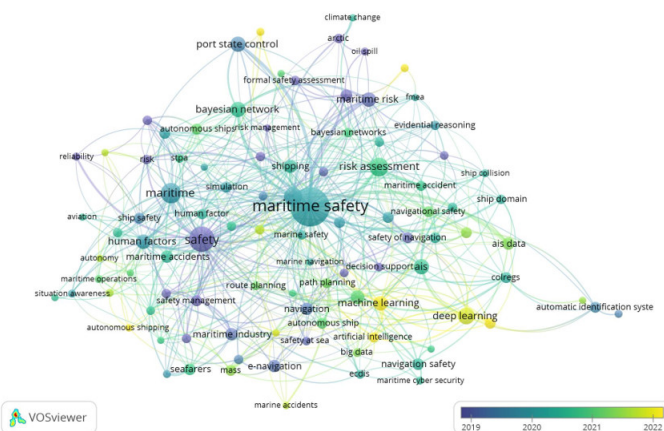 climate change
arctic
port state control
oil spill
formal safety assessment
maritime risk
fmea
bayesian network
autonomous ships
risk management
bayesian networks
evidential reasoning
reliability
risk
stpa
shipping
risk assessment
ship collision
maritime
simulation
maritime accident
ship domain
maritime safety
aviation
ship safety
human factor
navigational safety
marine safety
human factors
safety
safety of navigation
ais data
autonomy
maritime accidents
marine navigation
decision support
ais
maritime operations
route planning
path planning
colregs
situation awareness
safety management
machine learning
navigation
automatic identification syste
autonomous shipping
autonomous ship
deep learning
maritime industry
safety at sea
artificial intelligence
big data
seafarers
mass
e-navigation
ecdis
navigation safety
maritime cyber security
marine accidents
VOSviewer
2019 2020 2021 2022